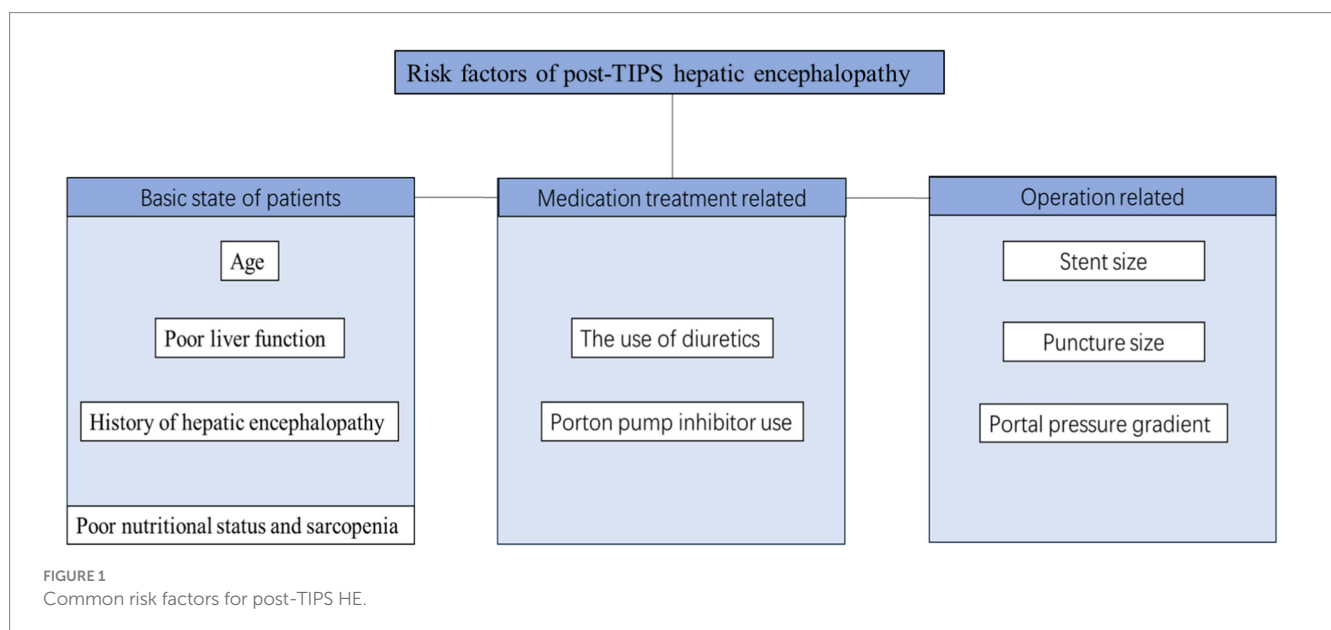 Risk factors of post-TIPS hepatic encephalopathy
Basic state of patients
Age
Poor liver function
History of hepatic encephalopathy
Poor nutritional status and sarcopenia
Medication treatment related
The use of diuretics
Porton pump inhibitor use
Operation related
Stent size
Puncture size
Portal pressure gradient
FIGURE 1
Common risk factors for post-TIPS HE.